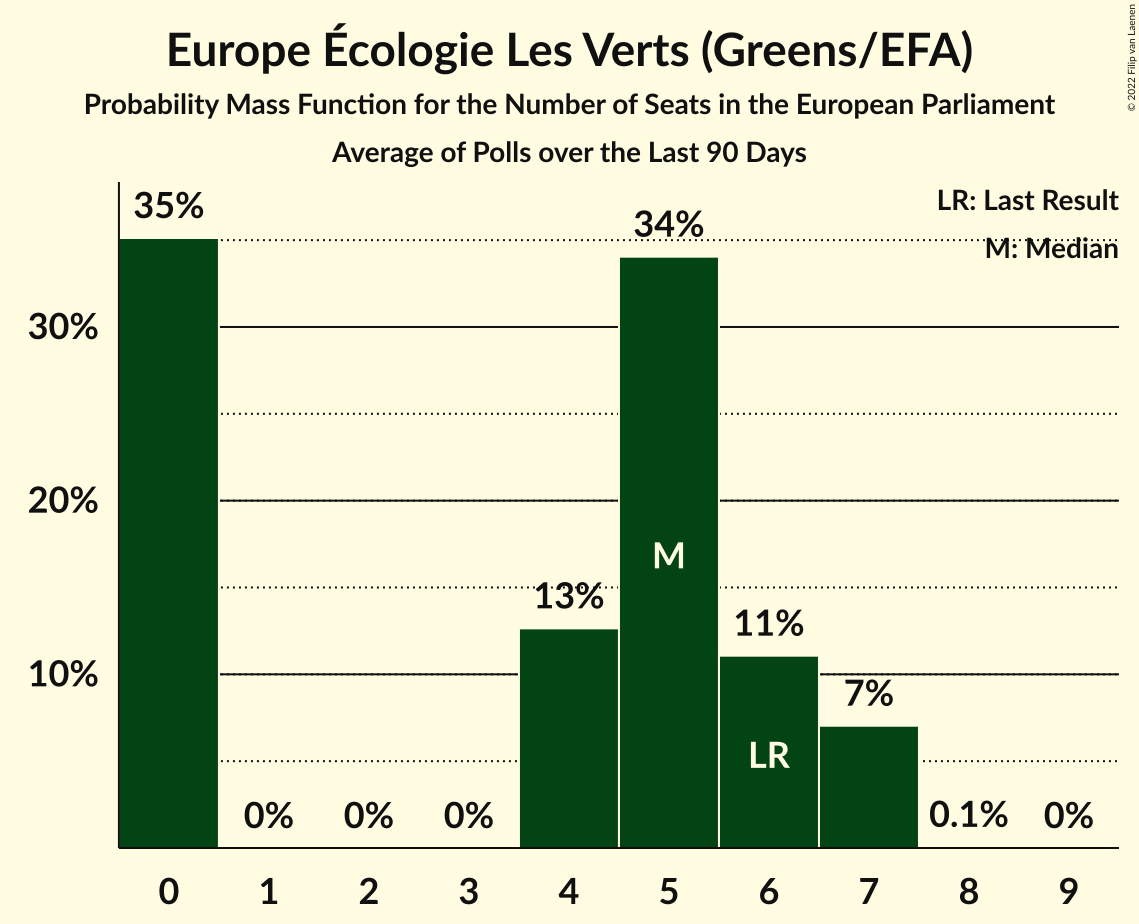 Europe Écologie Les Verts (Greens/EFA)
Probability Mass Function for the Number of Seats in the European Parliament
Average of Polls over the Last 90 Days
© 2022 Filip van Laenen
LR: Last Result
M: Median
35%
34%
30%
20%
10%
M
13%
11%
7%
LR
0%
0%
0%
0.1%
0%
0 1 2 3 4 5 6 7 8 9